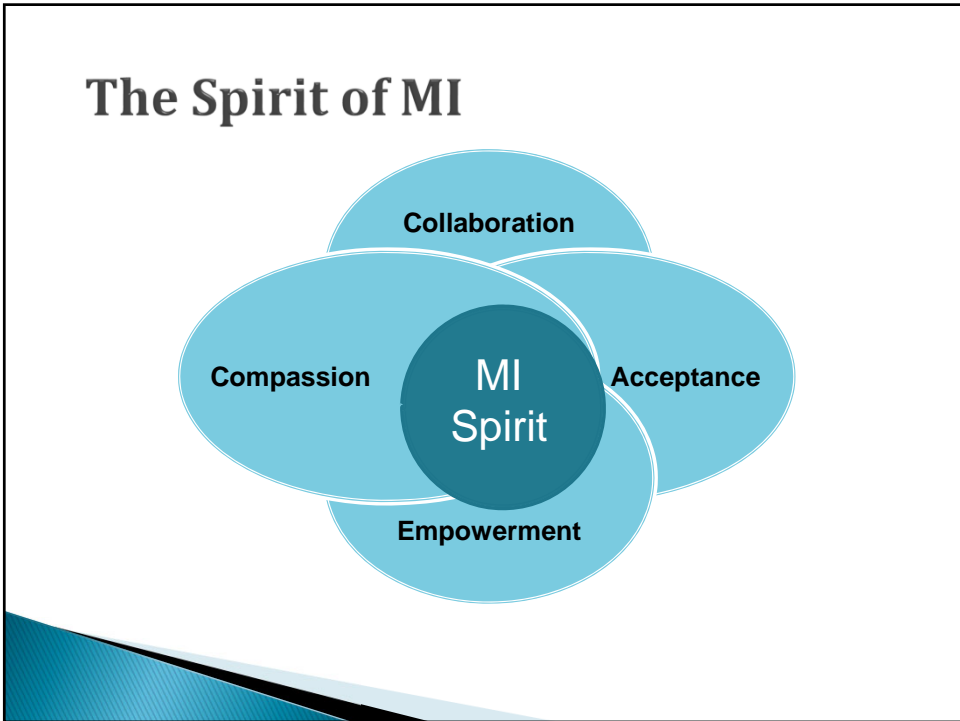 The Spirit of MI
Collaboration
Compassion
MI
Spirit
Acceptance
Empowerment